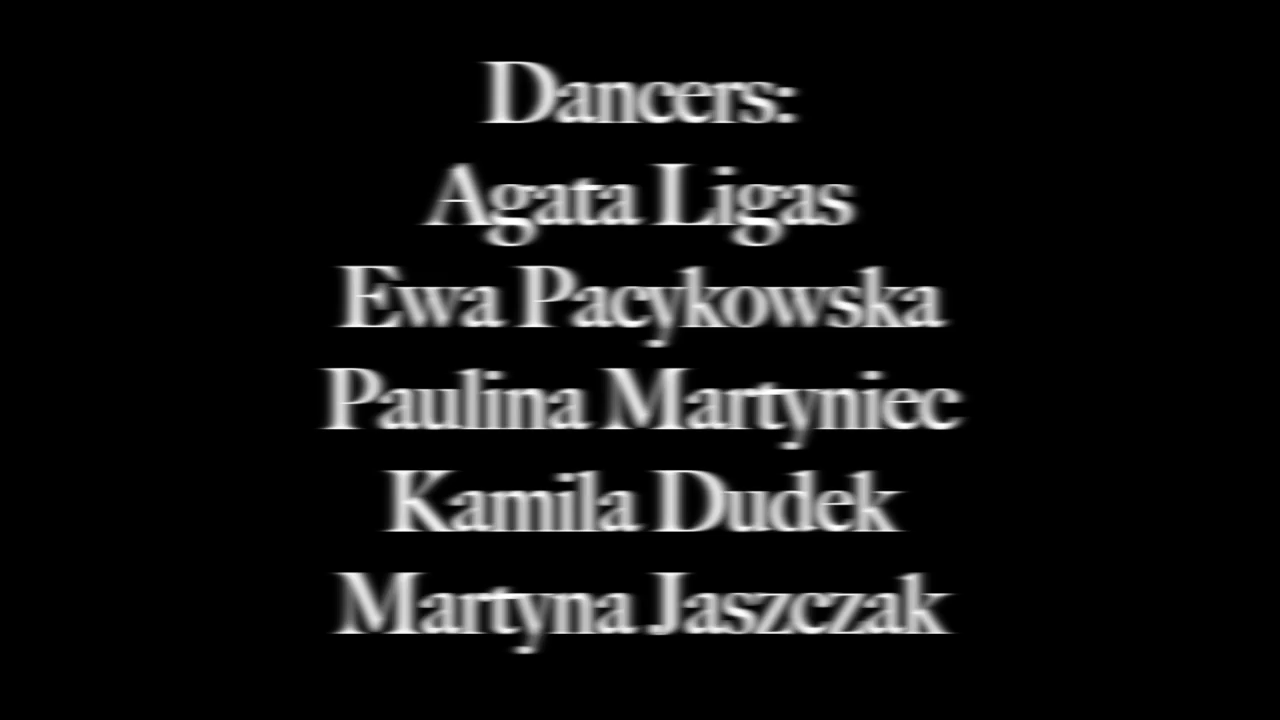 Dancers:
Agata Ligas
Ewa Pacykowska
Paulina Martyniec
Kamila Dudek
Martyna Jaszczak